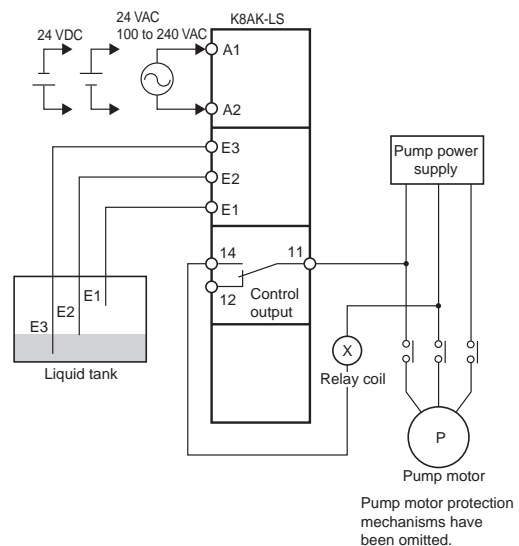 24 VAC
K8AK-LS
24 VDC
100 to 240 VAC
A1
A2
E3
E2
E1
14
11
12
Control
output
Pump power
supply
E1
E2
E3
Liquid tank
X
Relay coil
P
Pump motor
Pump motor protection
mechanisms have
been omitted.